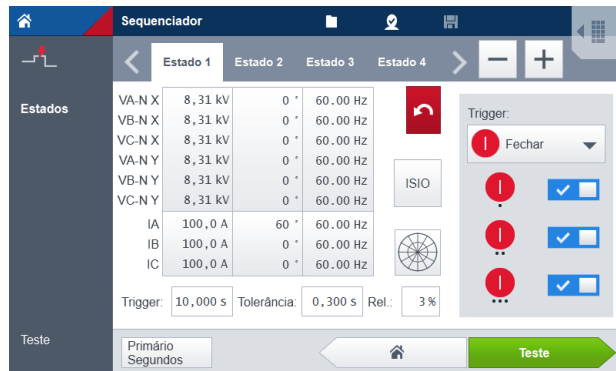 Sequenciador
Estado 1 Estado 2 Estado 3 Estado 4
Estados
VA-N X 8,31 kV 0 ° 60.00 Hz
VB-N X 8,31 kV 0 ° 60.00 Hz
VC-N X 8,31 kV 0 ° 60.00 Hz
VA-N Y 8,31 kV 0 ° 60.00 Hz
VB-N Y 8,31 kV 0 ° 60.00 Hz
VC-N Y 8,31 kV 0 ° 60.00 Hz
IA 100,0 A 60 ° 60.00 Hz
IB 100,0 A 0 ° 60.00 Hz
IC 100,0 A 0 ° 60.00 Hz
ISIO
Trigger: 10,000 s Tolerância: 0,300 s Rel.: 3 %
Trigger:
Fechar
Teste
Primário
Segundos
Teste